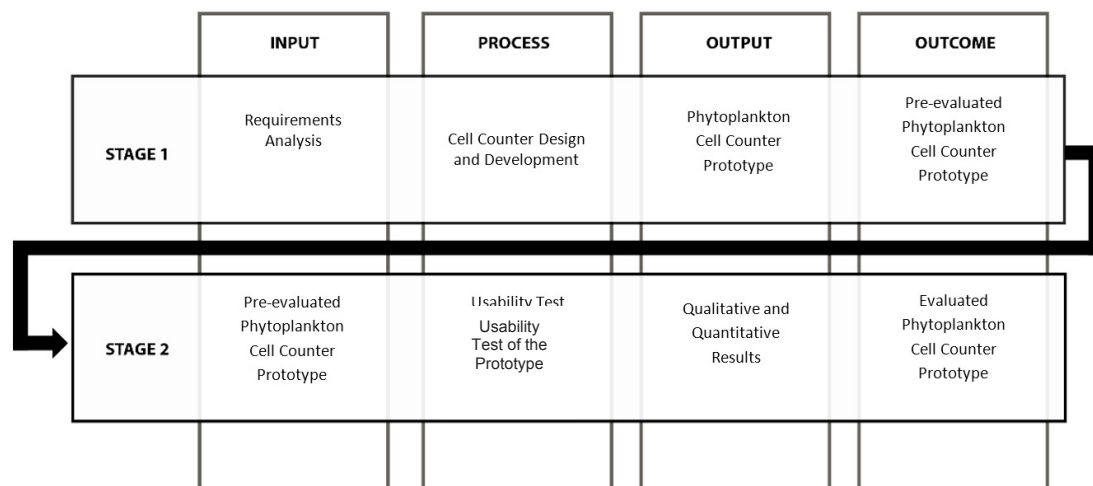 INPUT
PROCESS
OUTPUT
OUTCOME
STAGE 1
Requirements
Analysis
Cell Counter Design
and Development
Phytoplankton
Cell Counter
Prototype
Pre-evaluated
Phytoplankton
Cell Counter
Prototype
STAGE 2
Pre-evaluated
Phytoplankton
Cell Counter
Prototype
Usability Test
Usability
Test of the
Prototype
Qualitative and
Quantitative
Results
Evaluated
Phytoplankton
Cell Counter
Prototype